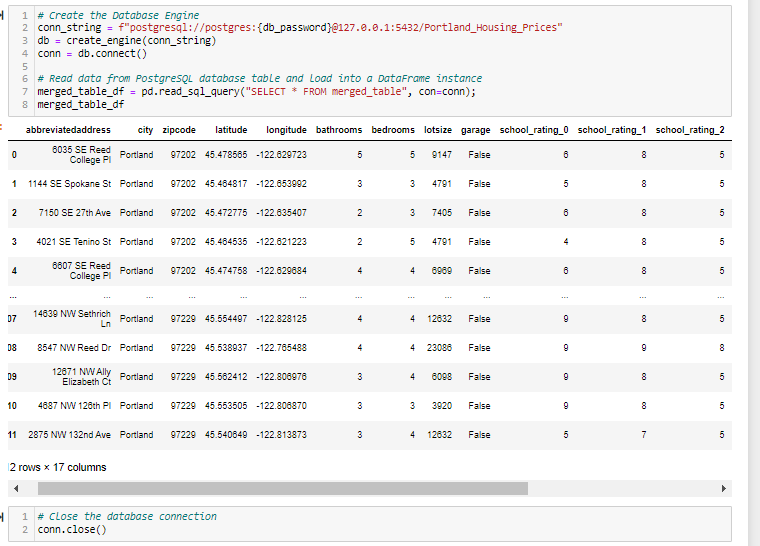 1 # Create the Database Engine
2 conn_string = f"postgresql://postgres:{db_password}@127.0.0.1:5432/Portland_Housing_Prices"
3 db = create_engine(conn_string)
4 conn = db.connect()
5
6 # Read data from PostgreSQL database table and load into a DataFrame instance
7 merged_table_df = pd.read_sql_query("SELECT * FROM merged_table", con=conn);
8 merged_table_df
abbreviatedaddress city zipcode latitude longitude bathrooms bedrooms lotsize garage school_rating_0 school_rating_1 school_rating_2
0 6035 SE Reed College Pl Portland 97202 45.478565 -122.629723 5 5 9147 False 6 8 5
1 1144 SE Spokane St Portland 97202 45.464817 -122.653992 3 3 4791 False 5 8 5
2 7150 SE 27th Ave Portland 97202 45.472775 -122.635407 2 3 7405 False 6 8 5
3 4021 SE Tenino St Portland 97202 45.464535 -122.621223 2 5 4791 False 4 8 5
4 6607 SE Reed College Pl Portland 97202 45.474758 -122.629684 4 4 6969 False 6 8 5
... ... ... ... ... ... ... ... ... ... ... ... ...
07 14639 NW Sethrich Ln Portland 97229 45.554497 -122.828125 4 4 12632 False 9 8 5
08 8547 NW Reed Dr Portland 97229 45.538937 -122.765488 4 4 23086 False 9 9 8
09 12671 NW Ally Elizabeth Ct Portland 97229 45.562412 -122.806976 3 4 6098 False 9 8 5
10 4687 NW 126th Pl Portland 97229 45.553505 -122.806870 3 3 3920 False 9 8 5
11 2875 NW 132nd Ave Portland 97229 45.540649 -122.813873 3 4 12632 False 5 7 5
2 rows × 17 columns
1 # Close the database connection
2 conn.close()